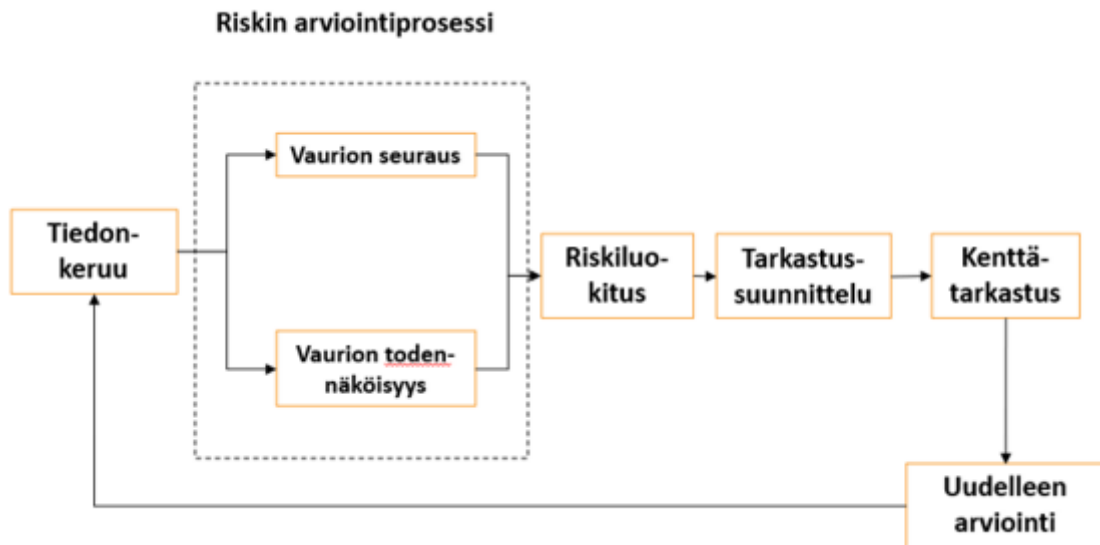 Riskin arviointiprosessi
Vaurion seuraus
Tiedon-
keruu
Riskiluo-
kitus
Tarkastus-
suunnittelu
Kenttä-
tarkastus
Vaurion toden-
näköisyys
Uudelleen
arviointi